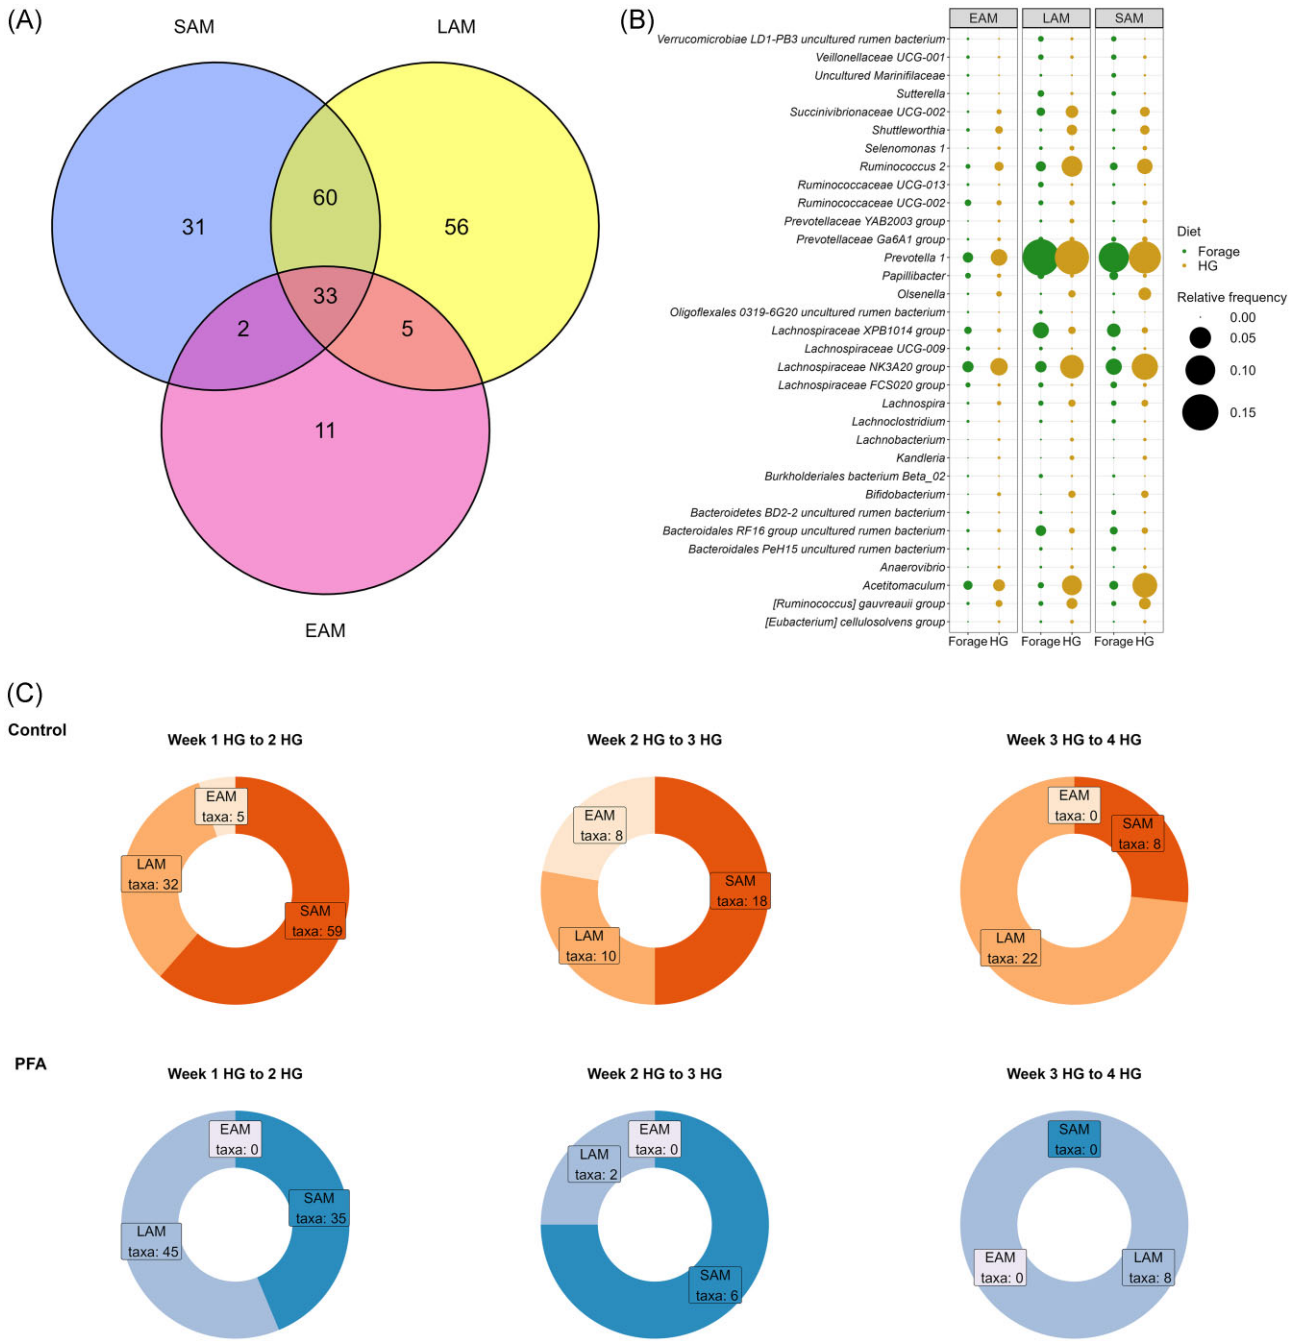 (A)
SAM
LAM
31
60
56
33
2
5
11
EAM
(B)
EAM
LAM
SAM
Verrucomicrobiae LD1-PB3 uncultured rumen bacterium
Veillonellaceae UCG-001
Uncultured Marinifilaceae
Sutterella
Succinivibrionaceae UCG-002
Shuttleworthia
Selenomonas 1
Ruminococcus 2
Ruminococcaceae UCG-013
Ruminococcaceae UCG-002
Prevotellaceae YAB2003 group
Prevotellaceae Ga6A1 group
Prevotella 1
Papillibacter
Olsenella
Oligoflexales 0319-6G20 uncultured rumen bacterium
Lachnospiraceae XPB1014 group
Lachnospiraceae UCG-009
Lachnospiraceae NK3A20 group
Lachnospiraceae FCS020 group
Lachnospira
Lachnoclostridium
Lachnobacterium
Kandleria
Burkholderiales bacterium Beta_02
Bifidobacterium
Bacteroidetes BD2-2 uncultured rumen bacterium
Bacteroidales RF16 group uncultured rumen bacterium
Bacteroidales PeH15 uncultured rumen bacterium
Anaerovibrio
Acetitomaculum
[Ruminococcus] gauvreauii group
[Eubacterium] cellulosolvens group
Forage HG
Forage HG
Forage HG
Diet
Forage
HG
Relative frequency
0.00
0.05
0.10
0.15
(C)
Control
Week 1 HG to 2 HG
EAM
taxa: 5
LAM
taxa: 32
SAM
taxa: 59
Week 2 HG to 3 HG
EAM
taxa: 8
SAM
taxa: 18
LAM
taxa: 10
Week 3 HG to 4 HG
EAM
taxa: 0
SAM
taxa: 8
LAM
taxa: 22
PFA
Week 1 HG to 2 HG
EAM
taxa: 0
SAM
taxa: 35
LAM
taxa: 45
Week 2 HG to 3 HG
EAM
taxa: 0
LAM
taxa: 2
SAM
taxa: 6
Week 3 HG to 4 HG
SAM
taxa: 0
EAM
taxa: 0
LAM
taxa: 8